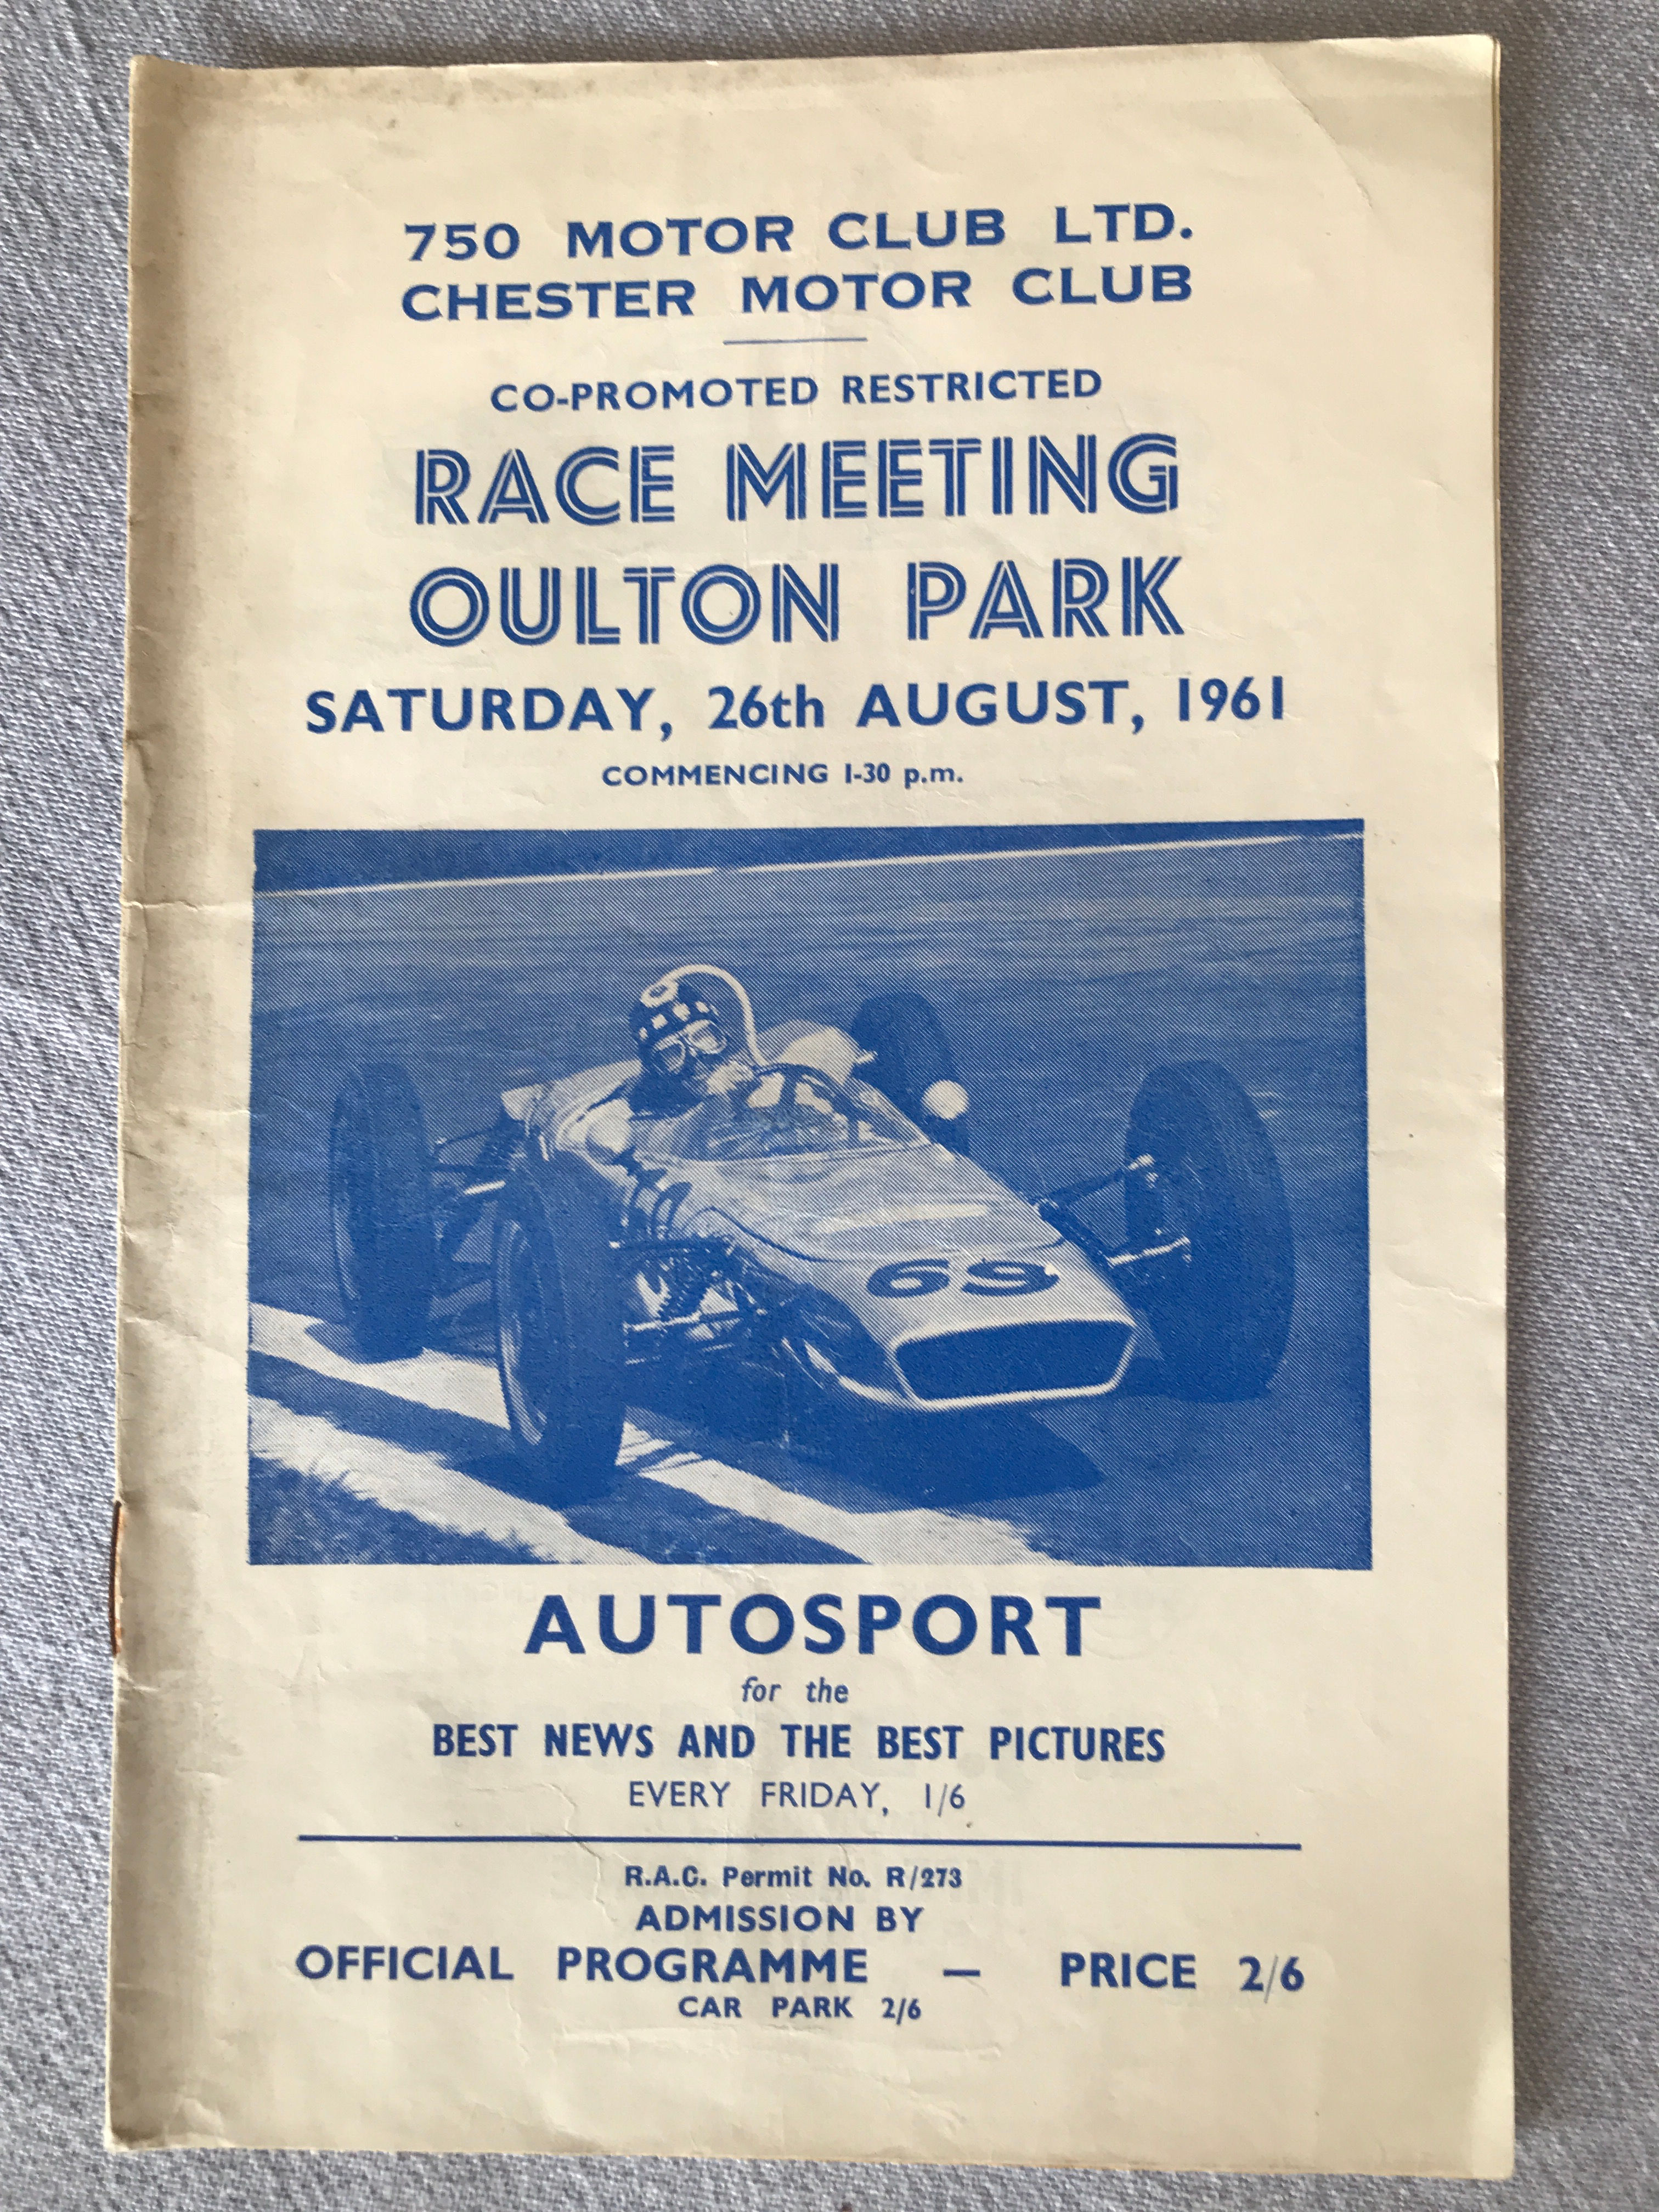 750 MOTOR CLUB LTD.
CHESTER MOTOR CLUB
CO-PROMOTED RESTRICTED
RACE MEETING
OULTON PARK
SATURDAY, 26th AUGUST, 1961
COMMENCING 1-30 p.m.
69
AUTOSPORT
for the
BEST NEWS AND THE BEST PICTURES
EVERY FRIDAY, 1/6
R.A.C. Permit No. R/273
ADMISSION BY
OFFICIAL PROGRAMME — PRICE 2/6
CAR PARK 2/6